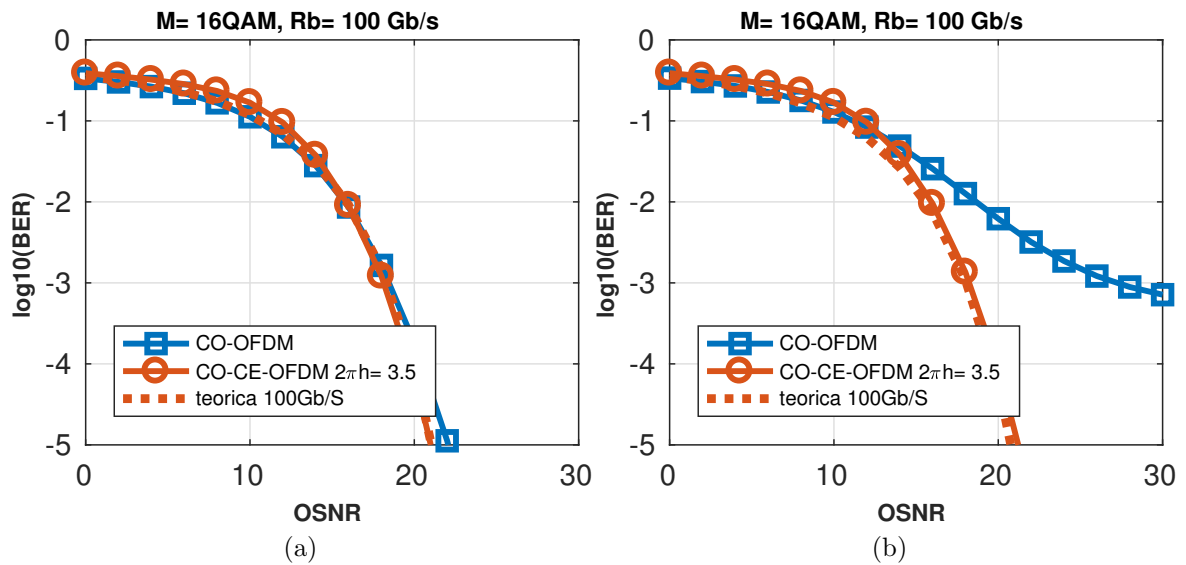 M= 16QAM, Rb= 100 Gb/s
0
-1
-2
-3
-4
-5
log10(BER)
CO-OFDM
CO-CE-OFDM 2πh= 3.5
teorica 100Gb/S
0 10 20 30
OSNR
(a)
M= 16QAM, Rb= 100 Gb/s
0
-1
-2
-3
-4
-5
log10(BER)
CO-OFDM
CO-CE-OFDM 2πh= 3.5
teorica 100Gb/S
0 10 20 30
OSNR
(b)